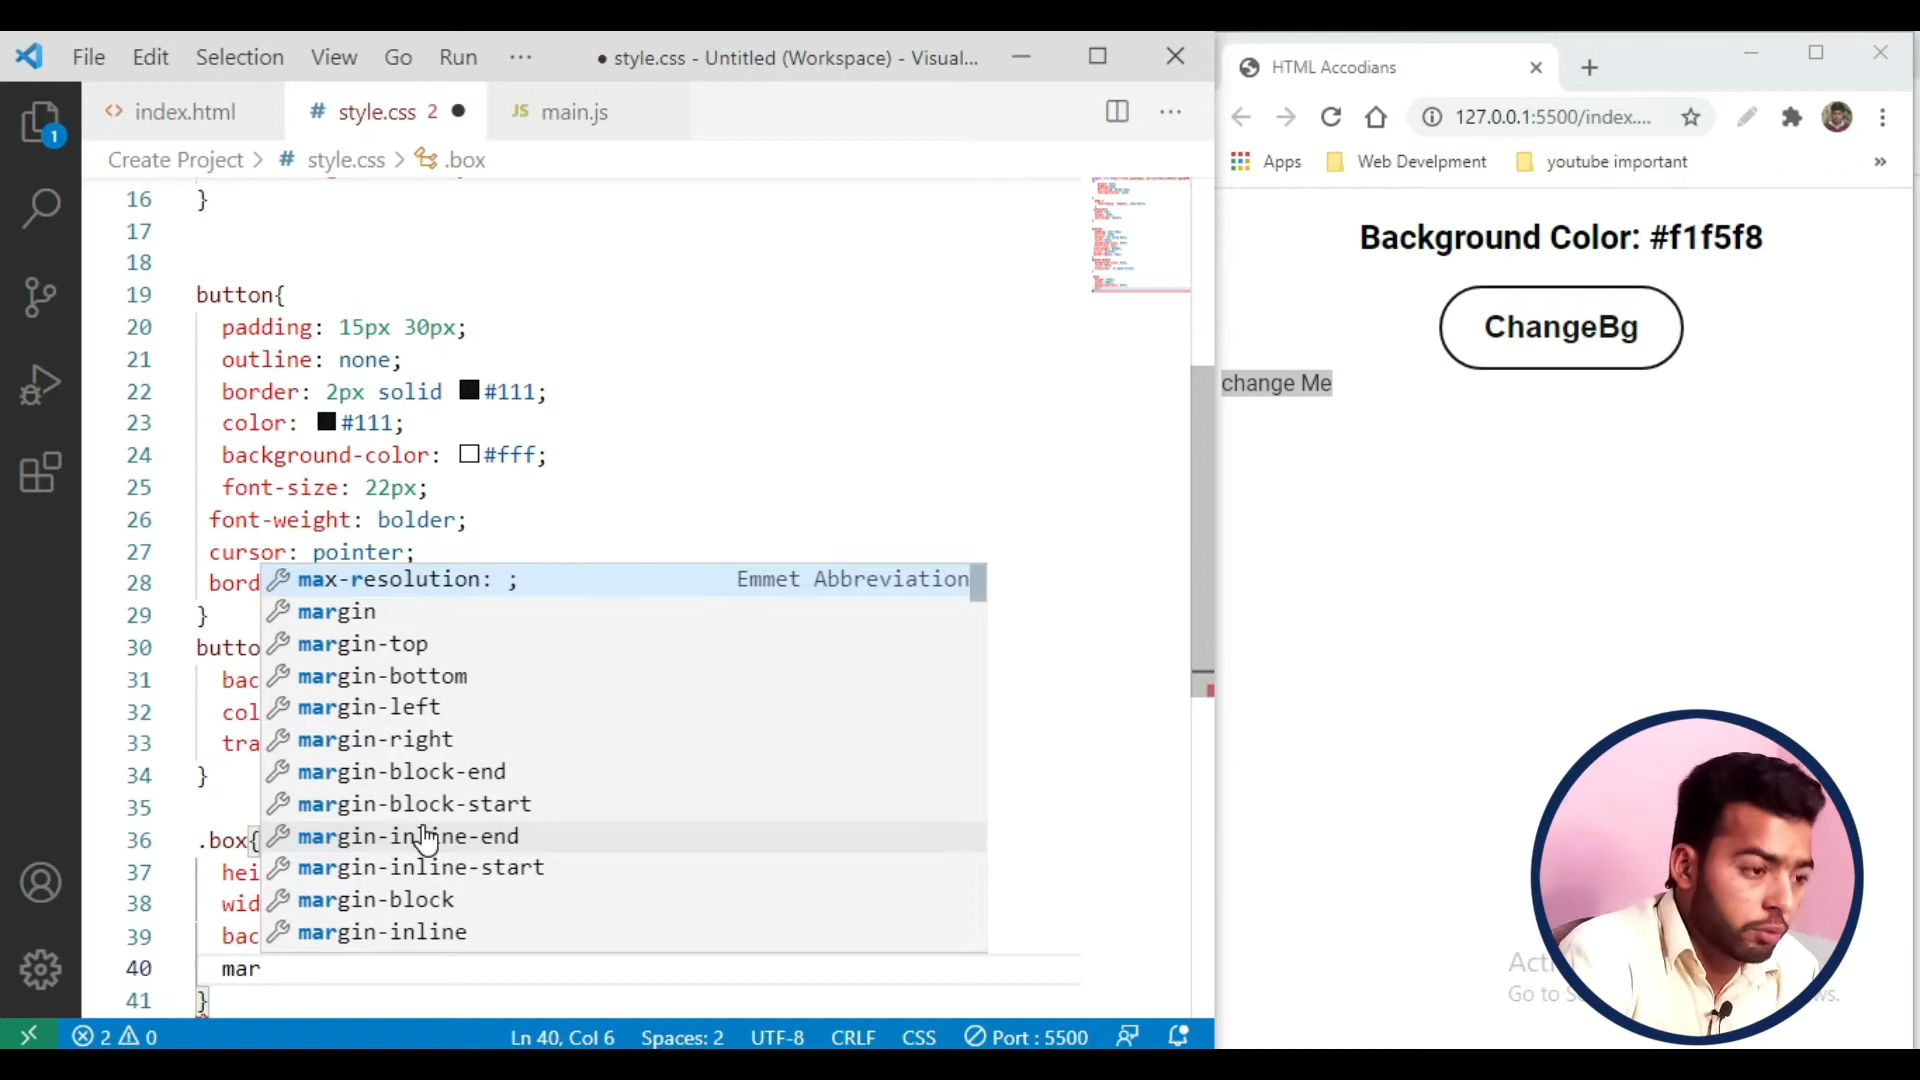 File Edit Selection View Go Run ··· ● style.css - Untitled (Workspace) - Visual...
<> index.html # style.css 2 ● JS main.js ···
Create Project > # style.css > .box
16 }
17
18
19 button{
20 padding: 15px 30px;
21 outline: none;
22 border: 2px solid #111;
23 color: #111;
24 background-color: #fff;
25 font-size: 22px;
26 font-weight: bolder;
27 cursor: pointer;
28 bord
29 }
30 butto
31 bac
32 col
33 tra
34 }
35
36 .box{
37 hei
38 wid
39 bac
40 mar
41 }
max-resolution: ; Emmet Abbreviation
margin
margin-top
margin-bottom
margin-left
margin-right
margin-block-end
margin-block-start
margin-inline-end
margin-inline-start
margin-block
margin-inline
1
2 0 Ln 40, Col 6 Spaces: 2 UTF-8 CRLF CSS Port : 5500
HTML Accodians
127.0.0.1:5500/index....
Apps Web Develpment youtube important »
Background Color: #f1f5f8
ChangeBg
change Me
Acti
Go to S ws.